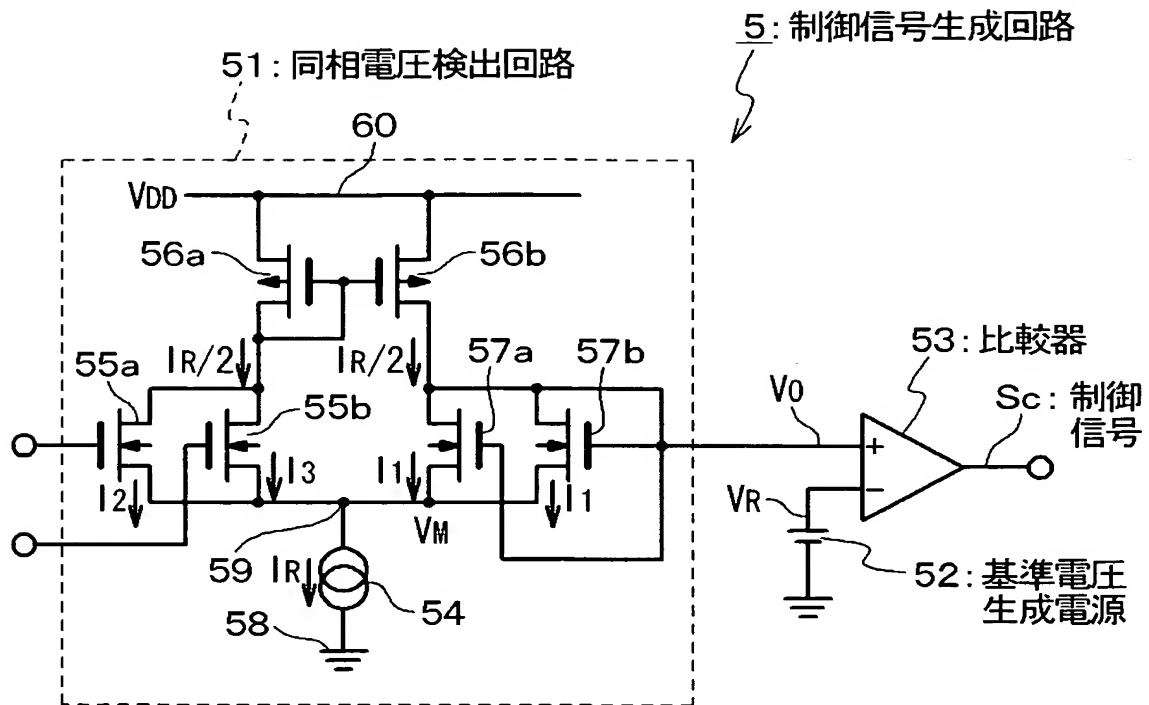 5:制御信号生成回路
51:同相電圧検出回路
60
VDD
56a
56b
IR/2
IR/2
55a
55b
57a
57b
53:比較器
VO
Sc:制御
信号
+
−
I2
I3
I1
I1
VM
VR
59
IR
54
58
52:基準電圧
生成電源